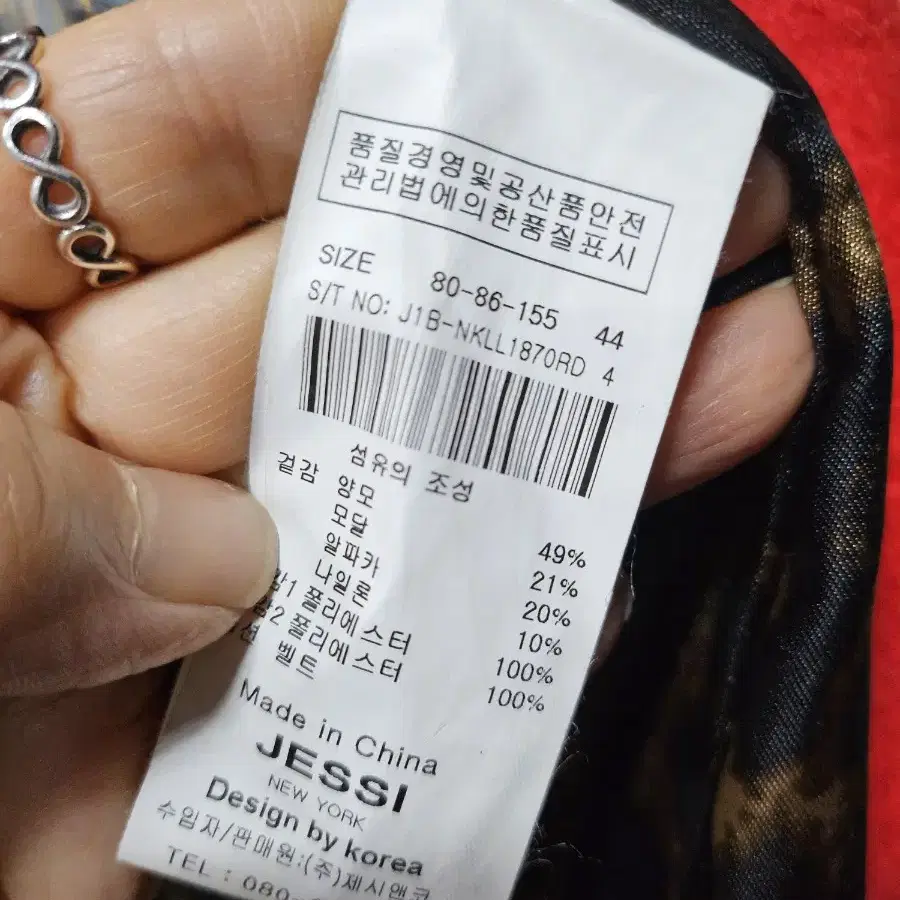 품질경영및공산품안전
관리법에의한품질표시
SIZE 80-86-155 44
S/T NO: J1B-NKLL1870RD 4
섬유의 조성
겉감 양모 49%
모달 21%
알파카 20%
나일론 10%
감1 폴리에스터 100%
감2 폴리에스터 100%
벨트
Made in China
JESSI
NEW YORK
Design by korea
수입자/판매원:(주)제시앤코
TEL : 080-